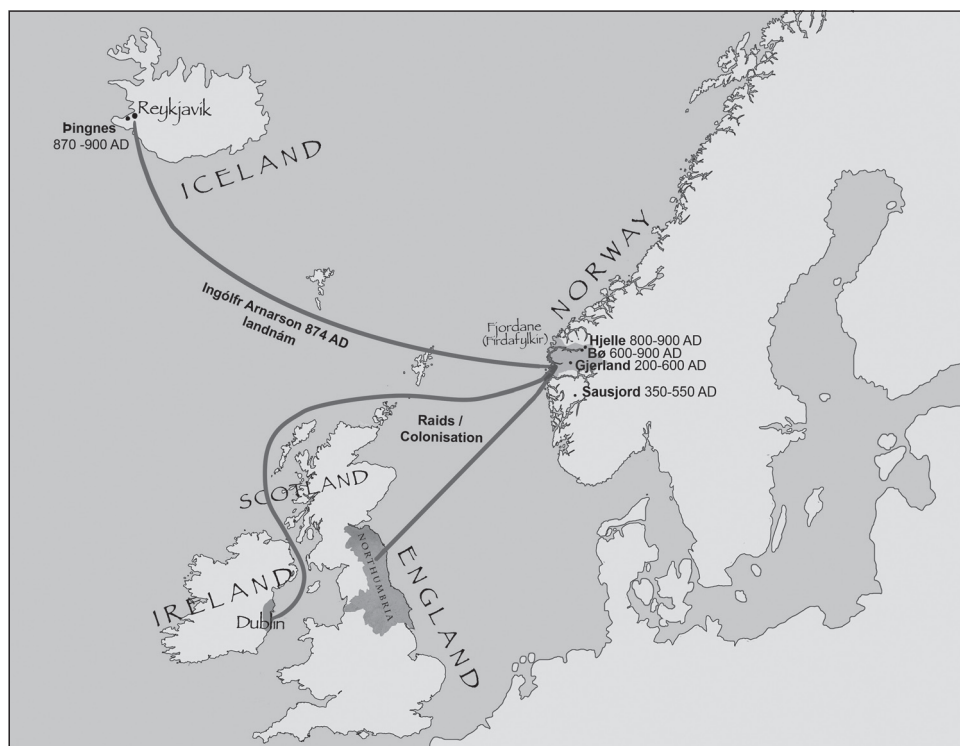 Reykjavik
Þingnes
870 -900 AD
ICELAND
NORWAY
Ingólfr Arnarson 874 AD
landnám
Fjordane
(Firdafylkir)
Hjelle 800-900 AD
Bø 600-900 AD
Gjerland 200-600 AD
Sausjord 350-550 AD
Raids /
Colonisation
SCOTLAND
NORTHUMBRIA
ENGLAND
IRELAND
Dublin